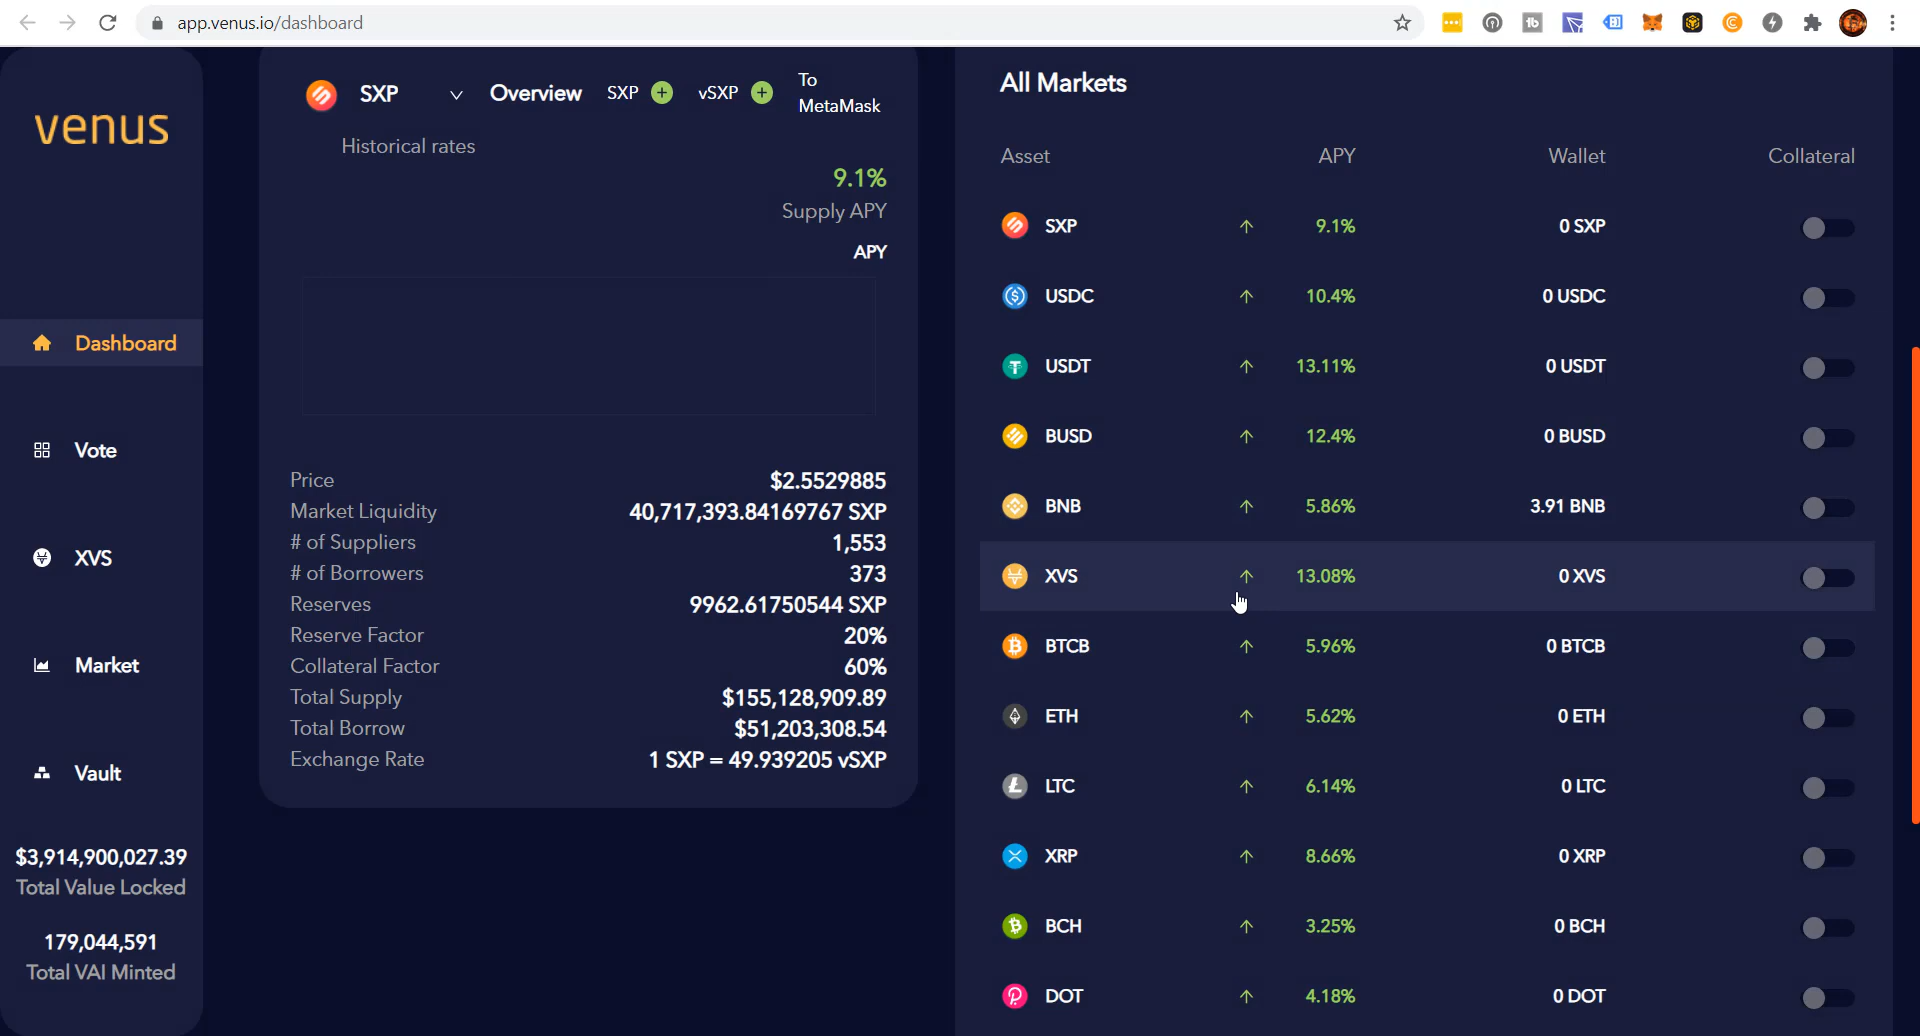 app.venus.io/dashboard
venus
Dashboard
Vote
XVS
Market
Vault
$3,914,900,027.39
Total Value Locked
179,044,591
Total VAI Minted
SXP
Overview
SXP
vSXP
To
MetaMask
Historical rates
9.1%
Supply APY
APY
Price $2.5529885
Market Liquidity 40,717,393.84169767 SXP
# of Suppliers 1,553
# of Borrowers 373
Reserves 9962.61750544 SXP
Reserve Factor 20%
Collateral Factor 60%
Total Supply $155,128,909.89
Total Borrow $51,203,308.54
Exchange Rate 1 SXP = 49.939205 vSXP
All Markets
Asset APY Wallet Collateral
SXP 9.1% 0 SXP
USDC 10.4% 0 USDC
USDT 13.11% 0 USDT
BUSD 12.4% 0 BUSD
BNB 5.86% 3.91 BNB
XVS 13.08% 0 XVS
BTCB 5.96% 0 BTCB
ETH 5.62% 0 ETH
LTC 6.14% 0 LTC
XRP 8.66% 0 XRP
BCH 3.25% 0 BCH
DOT 4.18% 0 DOT